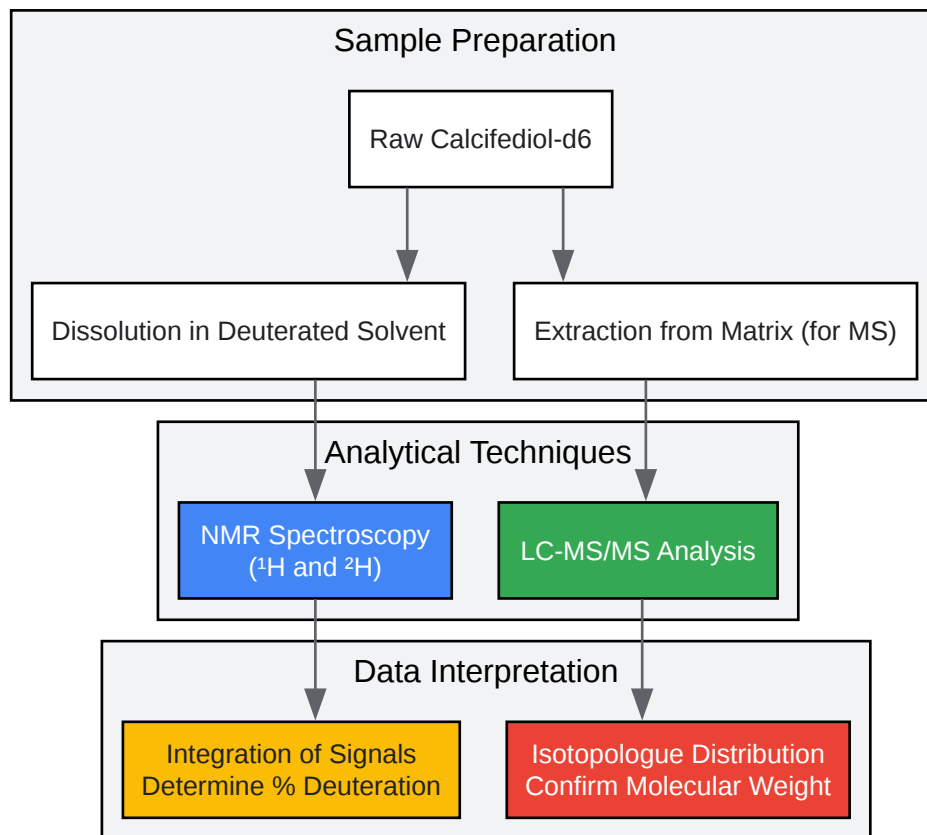 Sample Preparation
Raw Calcifediol-d6
Dissolution in Deuterated Solvent
Extraction from Matrix (for MS)
Analytical Techniques
NMR Spectroscopy
(¹H and ²H)
LC-MS/MS Analysis
Data Interpretation
Integration of Signals
Determine % Deuteration
Isotopologue Distribution
Confirm Molecular Weight